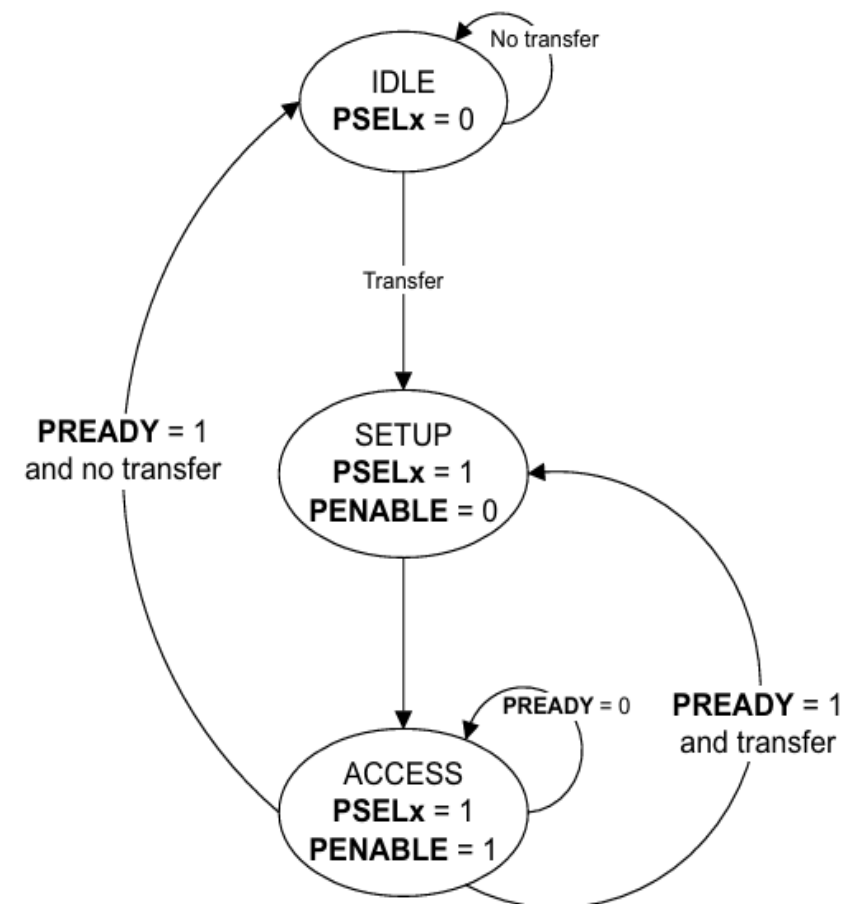 No transfer
IDLE
PSELx = 0
Transfer
PREADY = 1
and no transfer
SETUP
PSELx = 1
PENABLE = 0
PREADY = 0
PREADY = 1
and transfer
ACCESS
PSELx = 1
PENABLE = 1